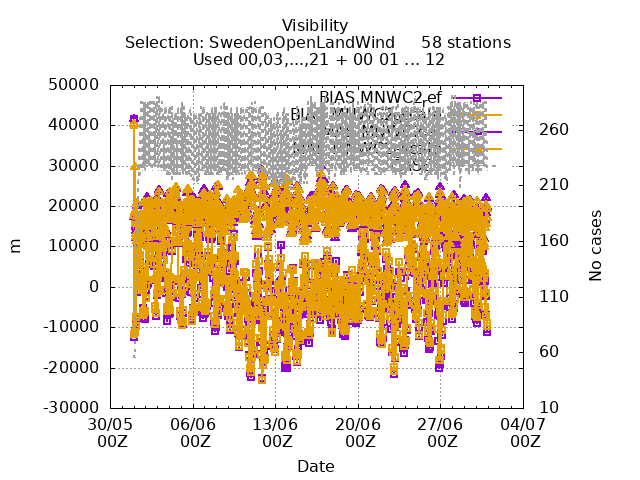 Visibility
Selection: SwedenOpenLandWind 58 stations
Used 00,03,...,21 + 00 01 ... 12
50000
40000
30000
20000
10000
0
-10000
-20000
-30000
260
210
160
110
60
10
m
No cases
BIAS MNWC2_ref
30/05 06/06 13/06 20/06 27/06 04/07
00Z 00Z 00Z 00Z 00Z 00Z
Date